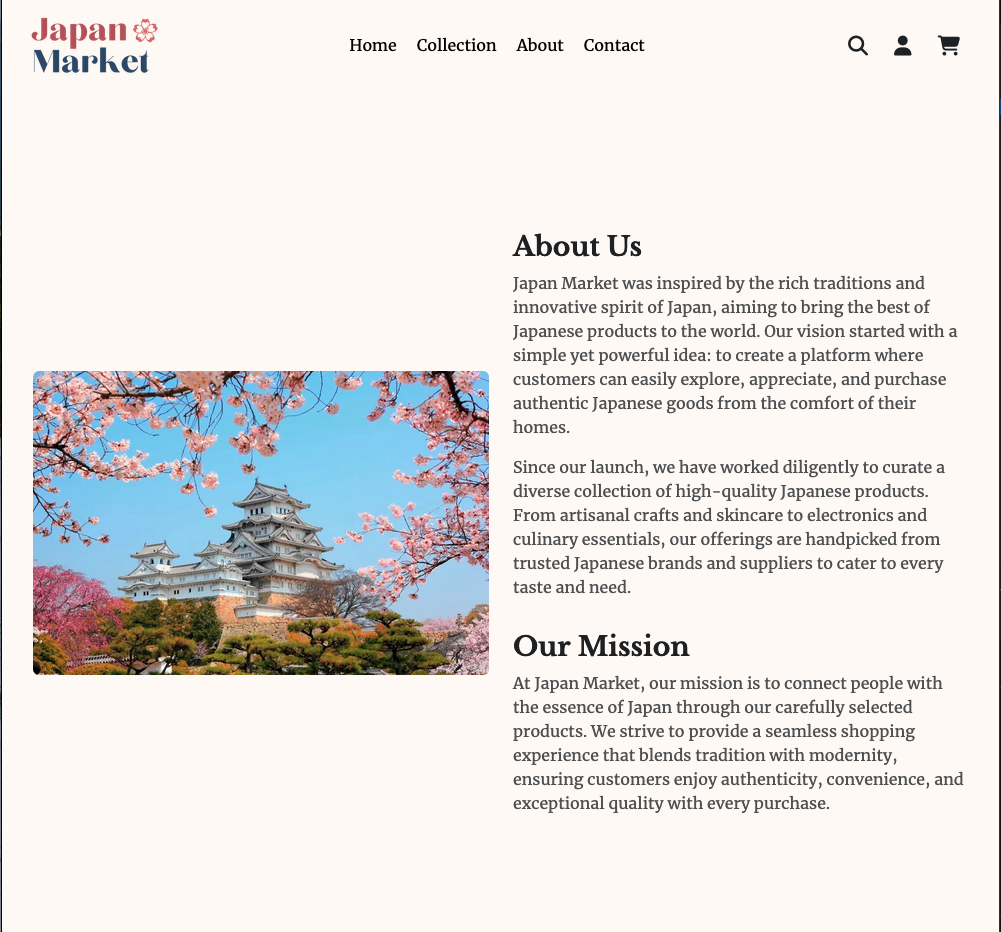 Japan
Market
Home Collection About Contact
About Us
Japan Market was inspired by the rich traditions and
innovative spirit of Japan, aiming to bring the best of
Japanese products to the world. Our vision started with a
simple yet powerful idea: to create a platform where
customers can easily explore, appreciate, and purchase
authentic Japanese goods from the comfort of their
homes.
Since our launch, we have worked diligently to curate a
diverse collection of high-quality Japanese products.
From artisanal crafts and skincare to electronics and
culinary essentials, our offerings are handpicked from
trusted Japanese brands and suppliers to cater to every
taste and need.
Our Mission
At Japan Market, our mission is to connect people with
the essence of Japan through our carefully selected
products. We strive to provide a seamless shopping
experience that blends tradition with modernity,
ensuring customers enjoy authenticity, convenience, and
exceptional quality with every purchase.